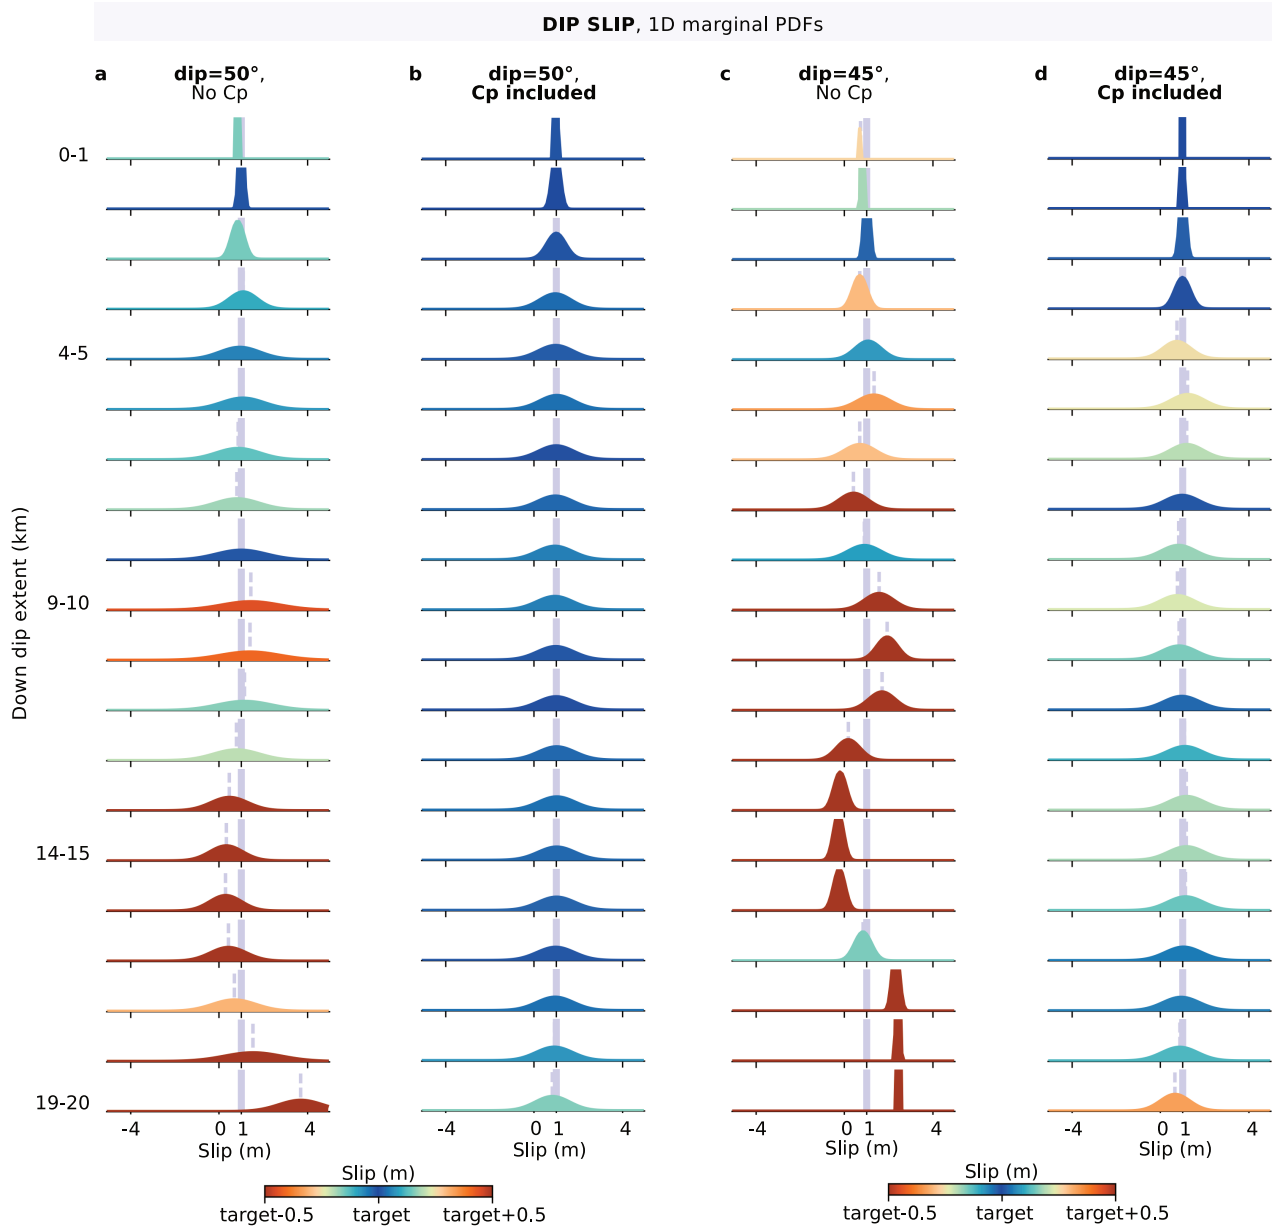 DIP SLIP, 1D marginal PDFs
a dip=50°, No Cp
b dip=50°, Cp included
c dip=45°, No Cp
d dip=45°, Cp included
Down dip extent (km)
0-1
4-5
9-10
14-15
19-20
-4 0 1 4
Slip (m)
-4 0 1 4
Slip (m)
-4 0 1 4
Slip (m)
-4 0 1 4
Slip (m)
Slip (m)
target-0.5 target target+0.5
Slip (m)
target-0.5 target target+0.5